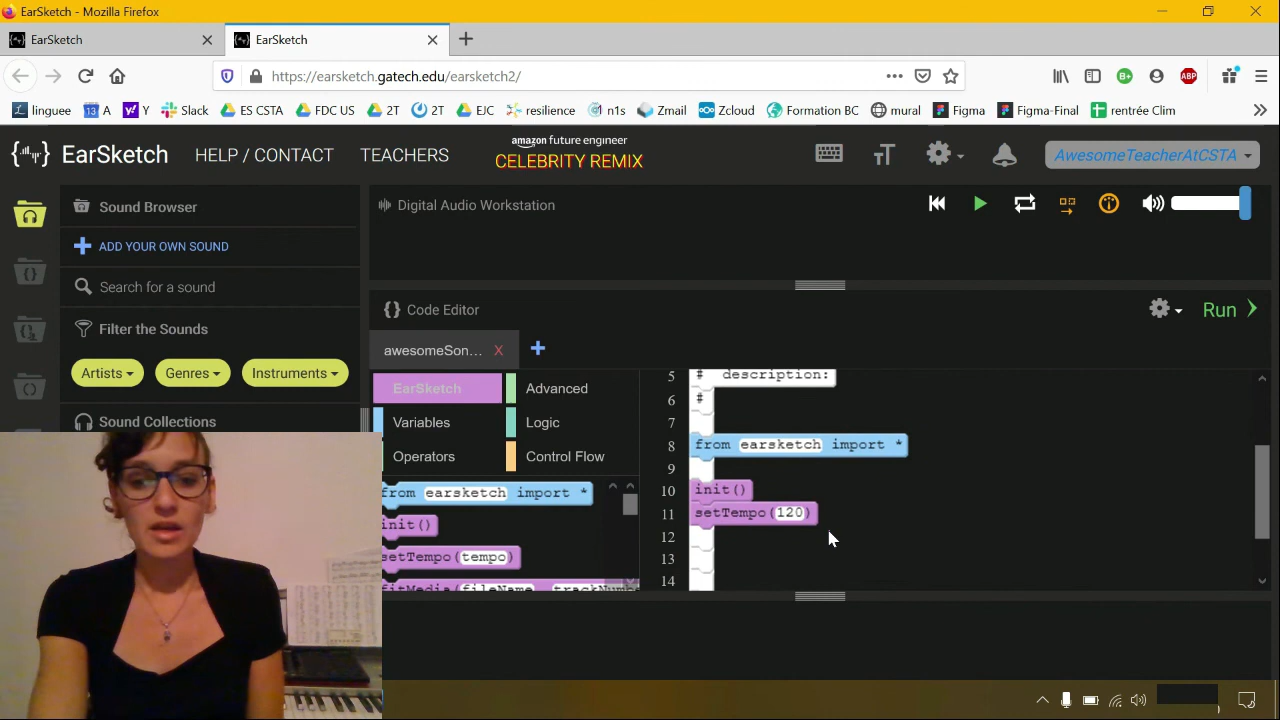 EarSketch - Mozilla Firefox
EarSketch
EarSketch
https://earsketch.gatech.edu/earsketch2/
linguee A Y Slack ES CSTA FDC US 2T 2T EJC resilience n1s Zmail Zcloud Formation BC mural Figma Figma-Final rentrée Clim
EarSketch HELP / CONTACT TEACHERS
amazon future engineer
CELEBRITY REMIX
AwesomeTeacherAtCSTA
Sound Browser
ADD YOUR OWN SOUND
Search for a sound
Filter the Sounds
Artists Genres Instruments
Sound Collections
Digital Audio Workstation
{} Code Editor
Run
awesomeSon... X
EarSketch Advanced
Variables Logic
Operators Control Flow
from earsketch import *
init()
setTempo(tempo)
fitMedia(fileName, trackNum
5 # description:
6 #
7
8 from earsketch import *
9
10 init()
11 setTempo(120)
12
13
14